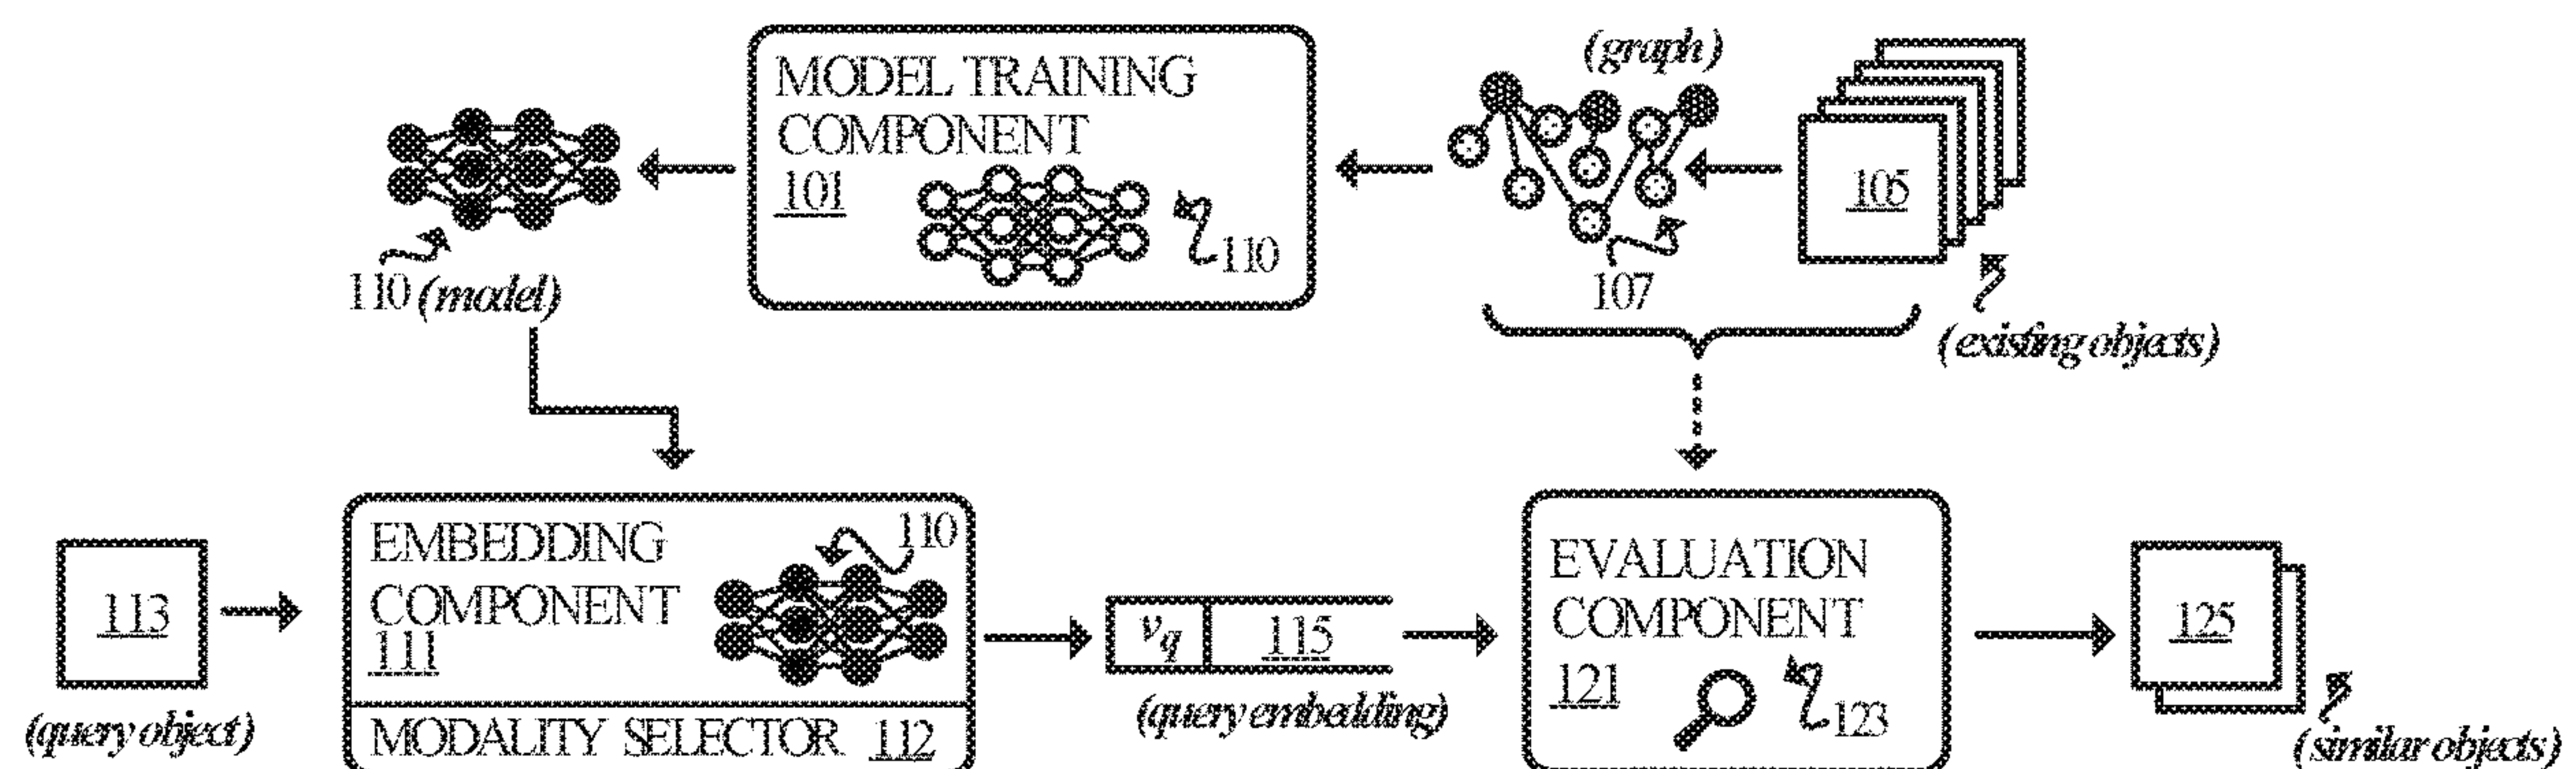 MODEL TRAINING
COMPONENT
101
110
(graph)
107
105
(existing objects)
110 (model)
113
(query object)
EMBEDDING
COMPONENT
111
110
MODALITY SELECTOR 112
vq 115
(query embedding)
EVALUATION
COMPONENT
121
123
125
(similar objects)